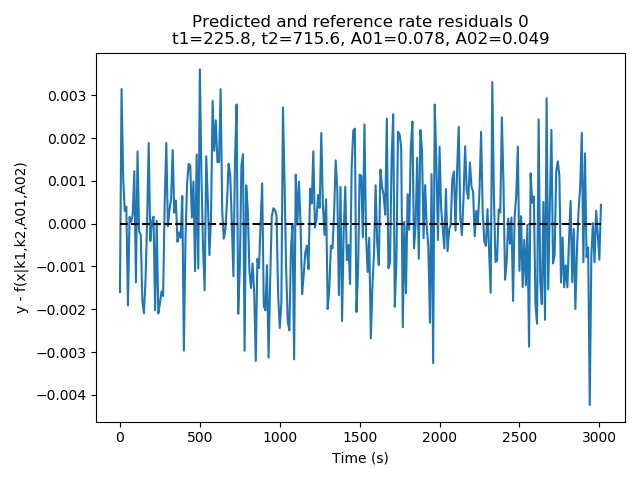 Predicted and reference rate residuals 0
t1=225.8, t2=715.6, A01=0.078, A02=0.049
0.003
0.002
0.001
0.000
−0.001
−0.002
−0.003
−0.004
y - f(x|k1,k2,A01,A02)
0 500 1000 1500 2000 2500 3000
Time (s)